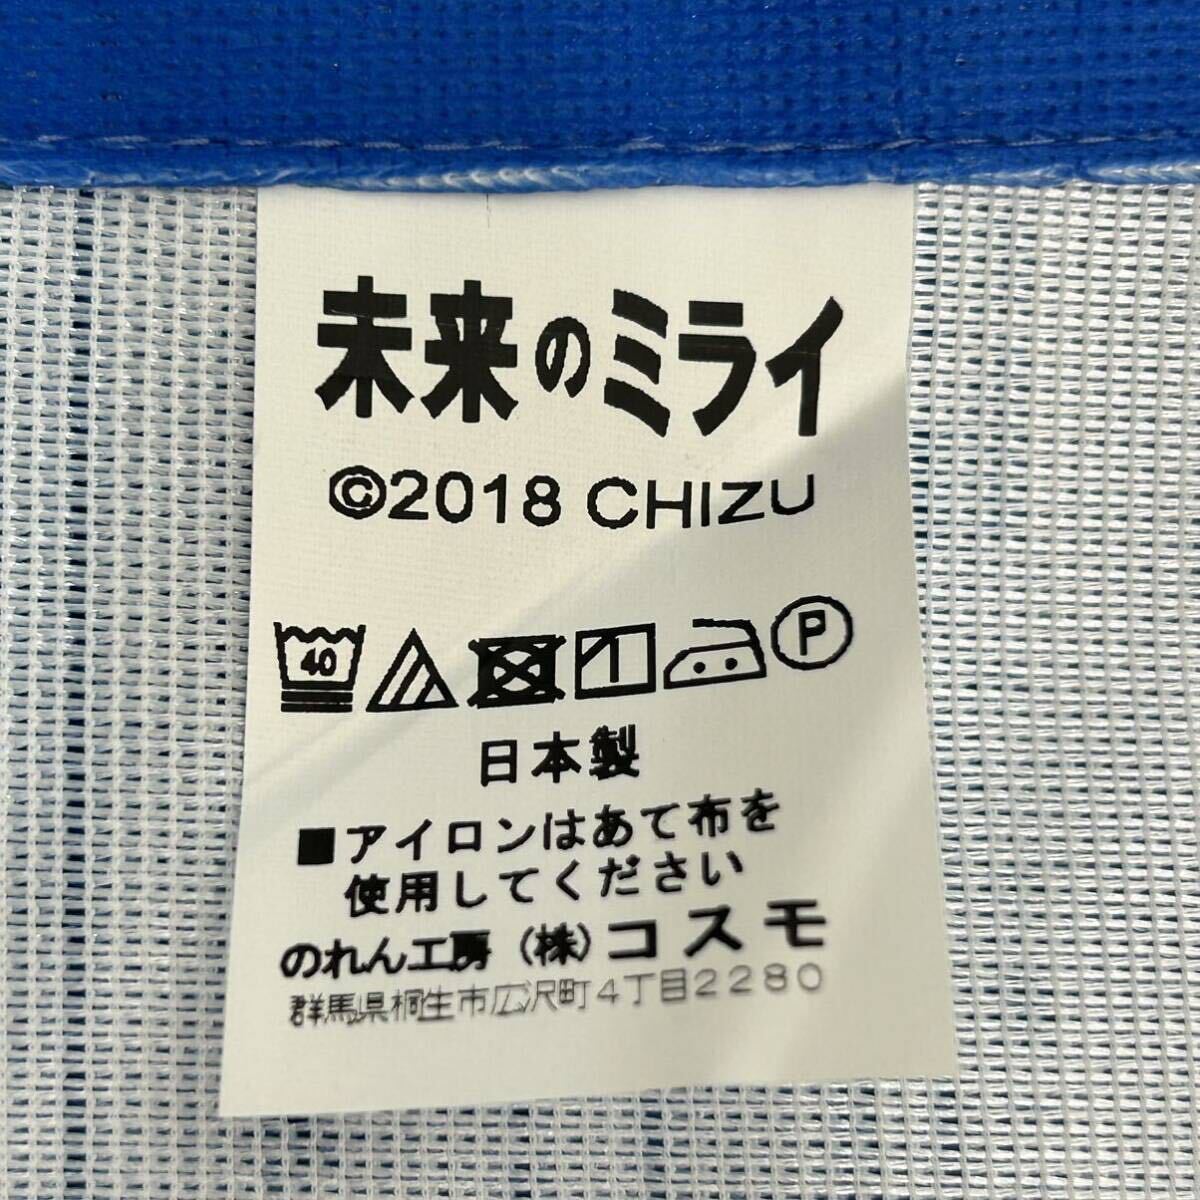 未来のミライ
©2018 CHIZU
40 P
日本製
■アイロンはあて布を
使用してください
のれん工房(株)コスモ
群馬県桐生市広沢町4丁目2280